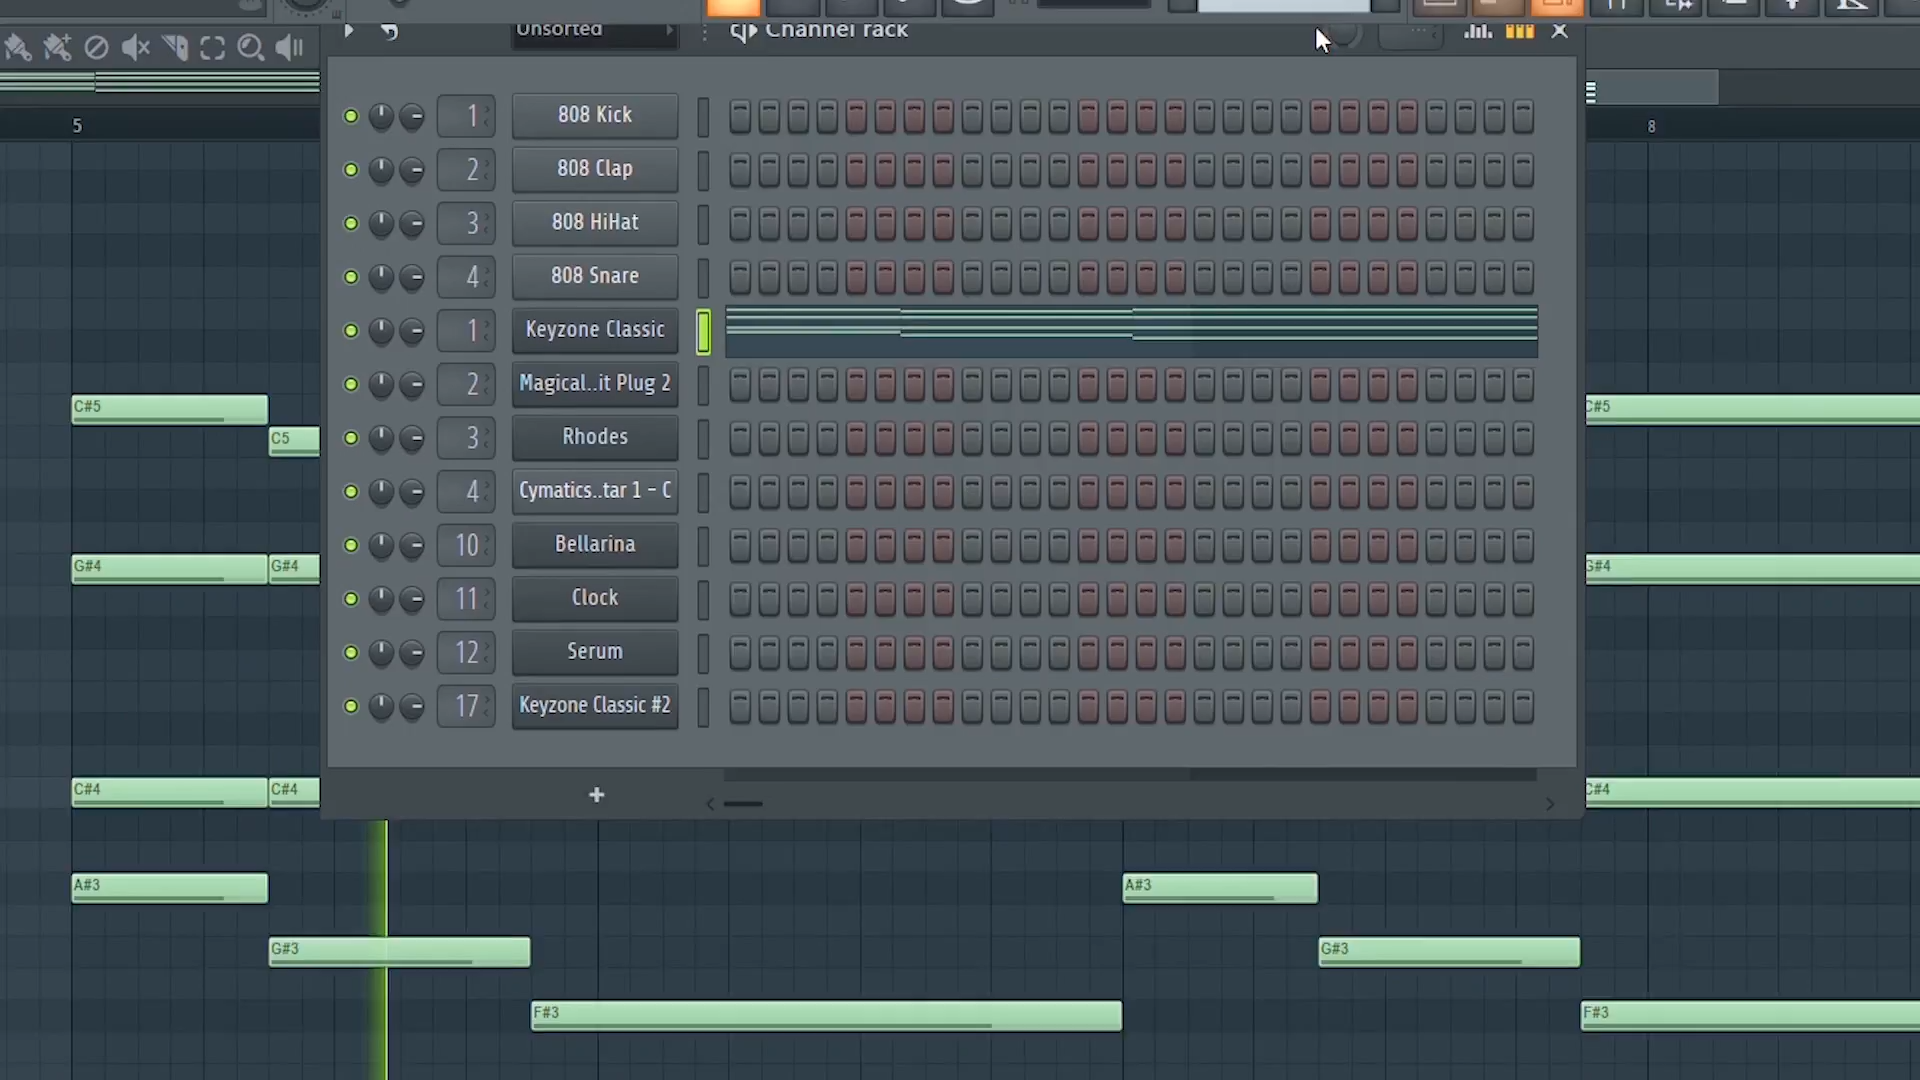 Unsorted
Channel rack
5
8
1 808 Kick
2 808 Clap
3 808 HiHat
4 808 Snare
1 Keyzone Classic
2 Magical..it Plug 2
3 Rhodes
4 Cymatics..tar 1 - C
10 Bellarina
11 Clock
12 Serum
17 Keyzone Classic #2
+
C#5
C5
C#5
G#4
G#4
G#4
C#4
C#4
C#4
A#3
A#3
G#3
G#3
F#3
F#3